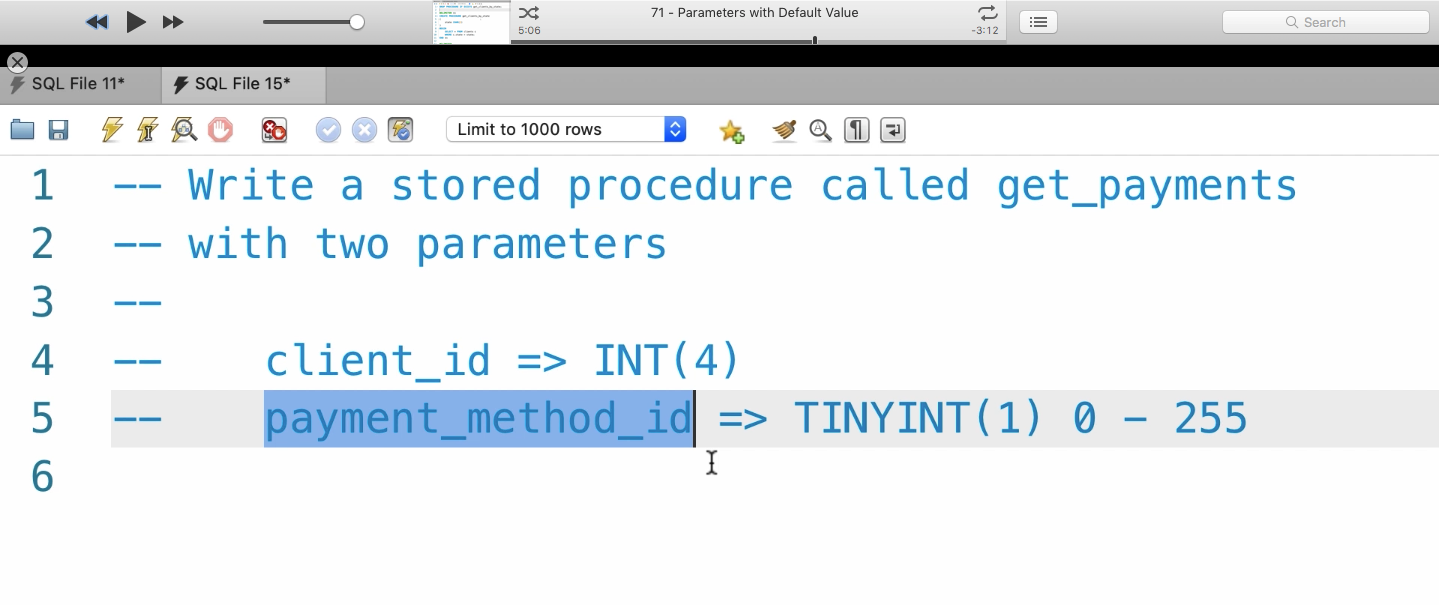 71 - Parameters with Default Value
5:06
-3:12
Search
SQL File 11*
SQL File 15*
Limit to 1000 rows
1 -- Write a stored procedure called get_payments
2 -- with two parameters
3 --
4 -- client_id => INT(4)
5 -- payment_method_id => TINYINT(1) 0 - 255
6